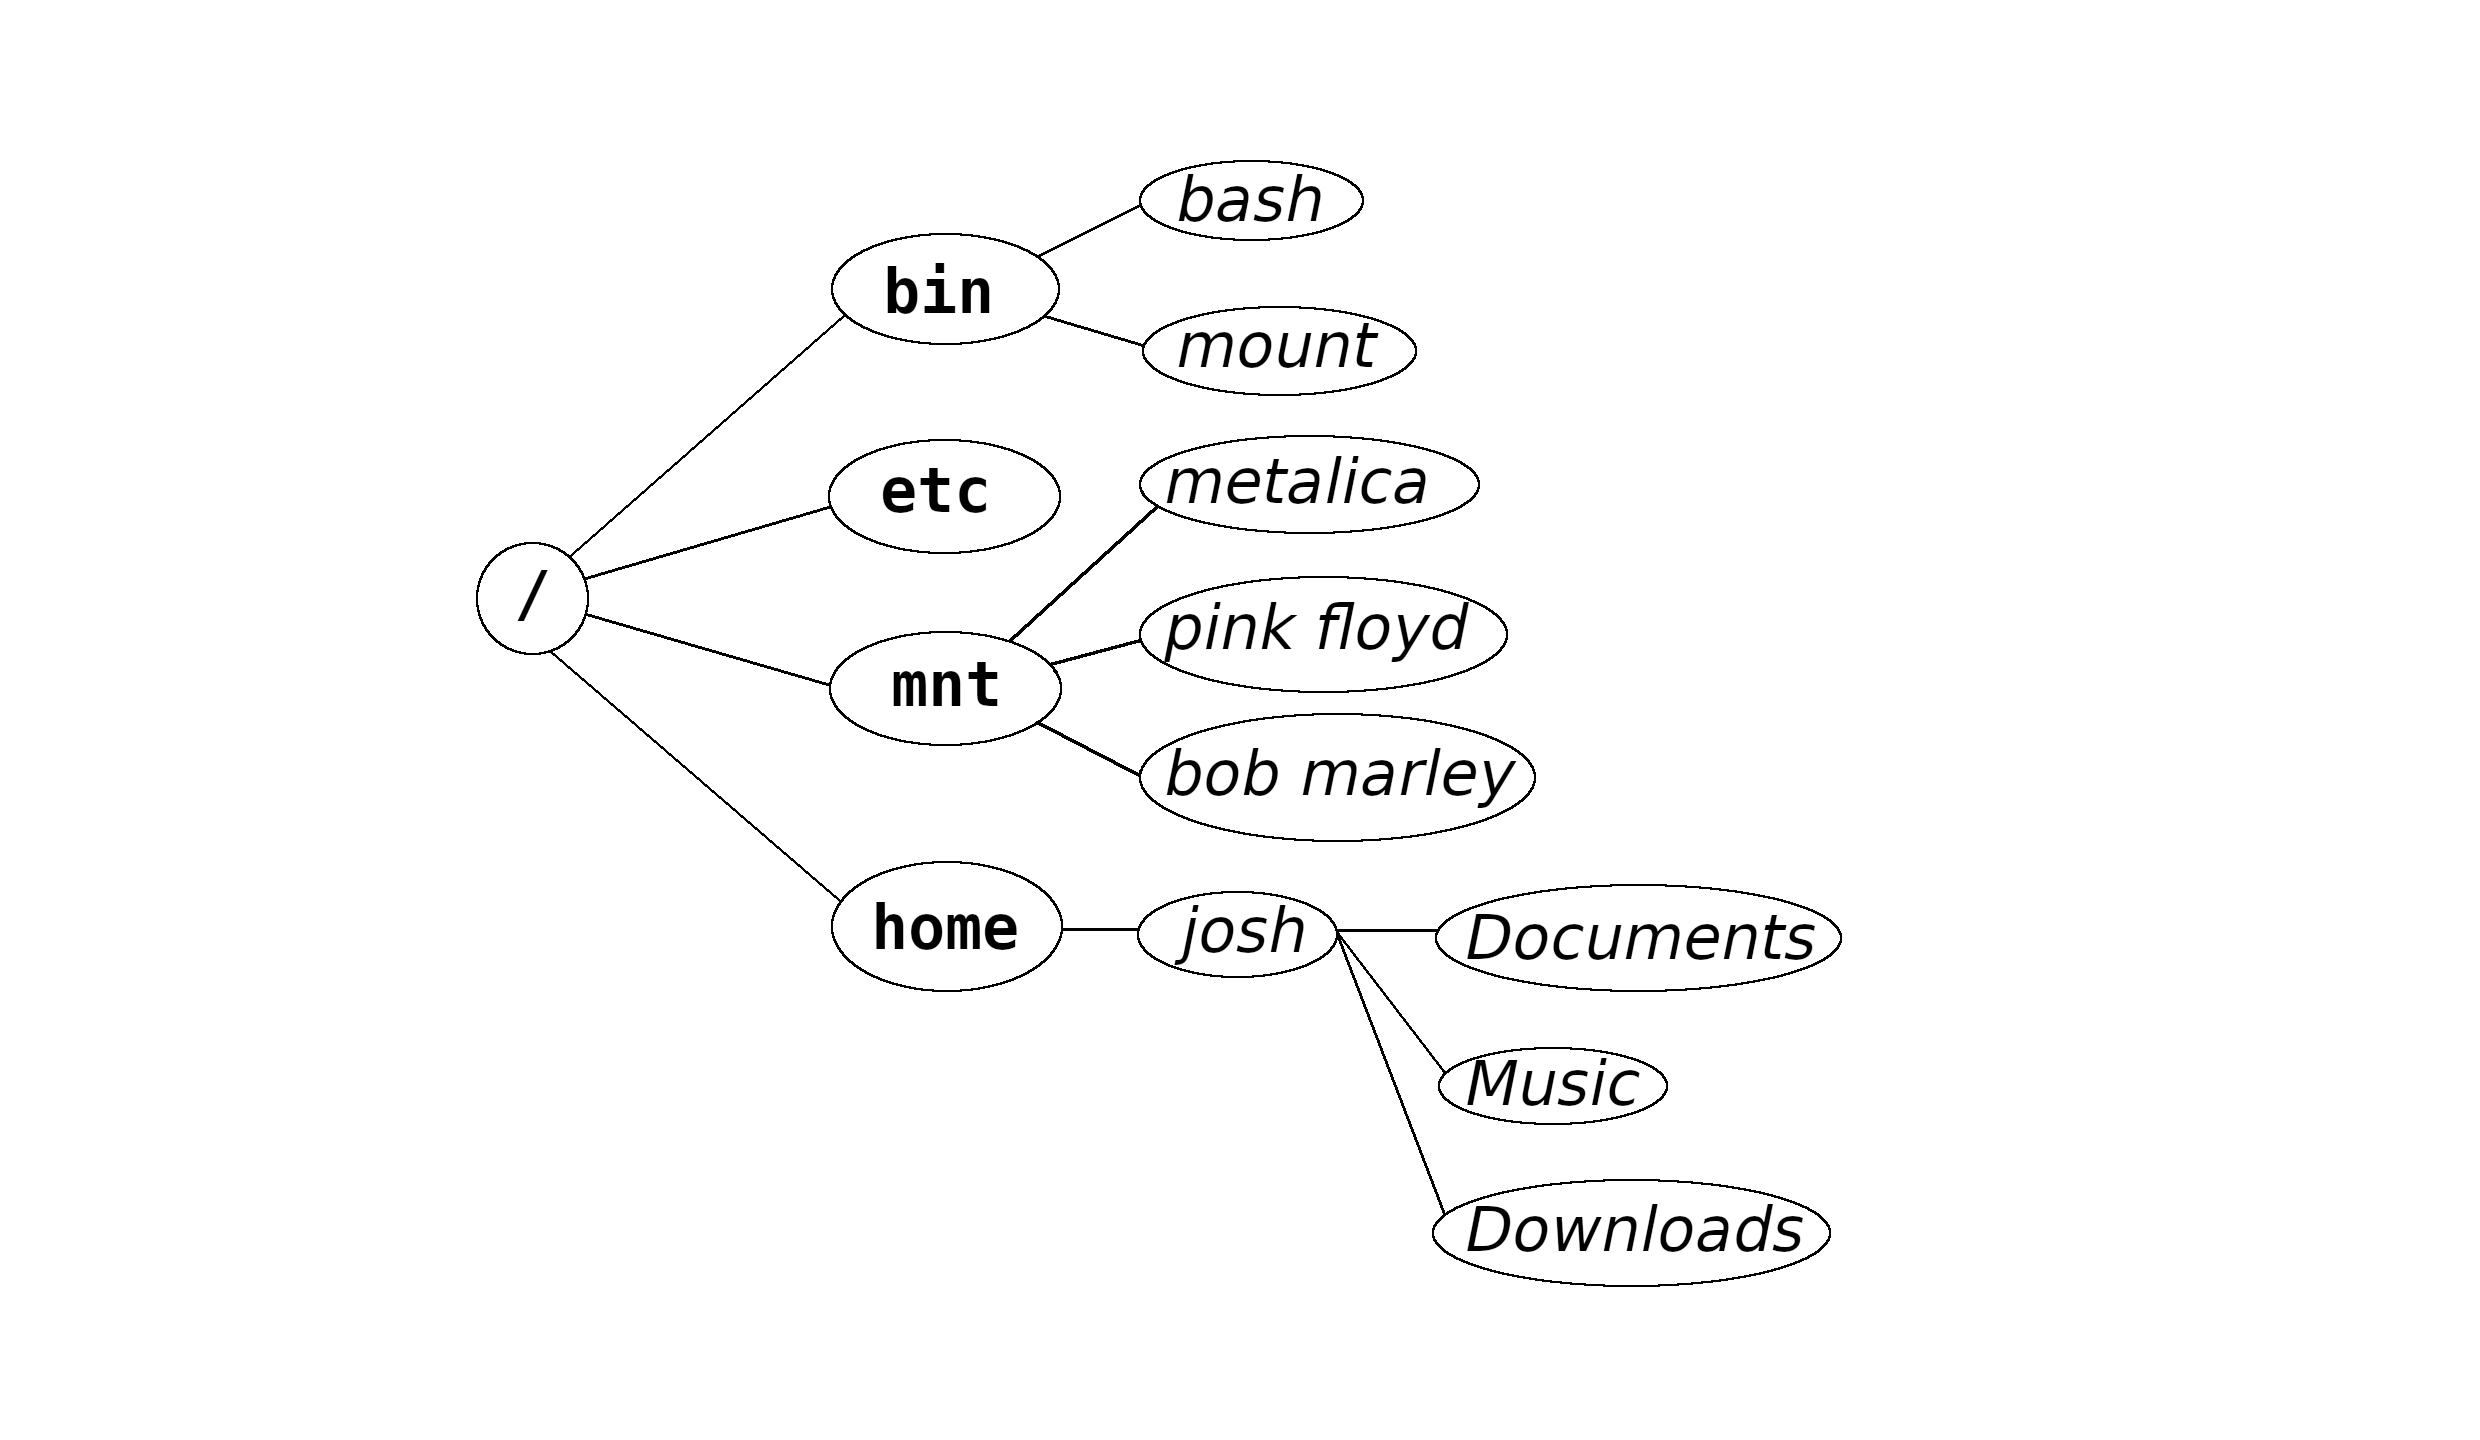 /
bin
bash
mount
etc
mnt
metalica
pink floyd
bob marley
home
josh
Documents
Music
Downloads